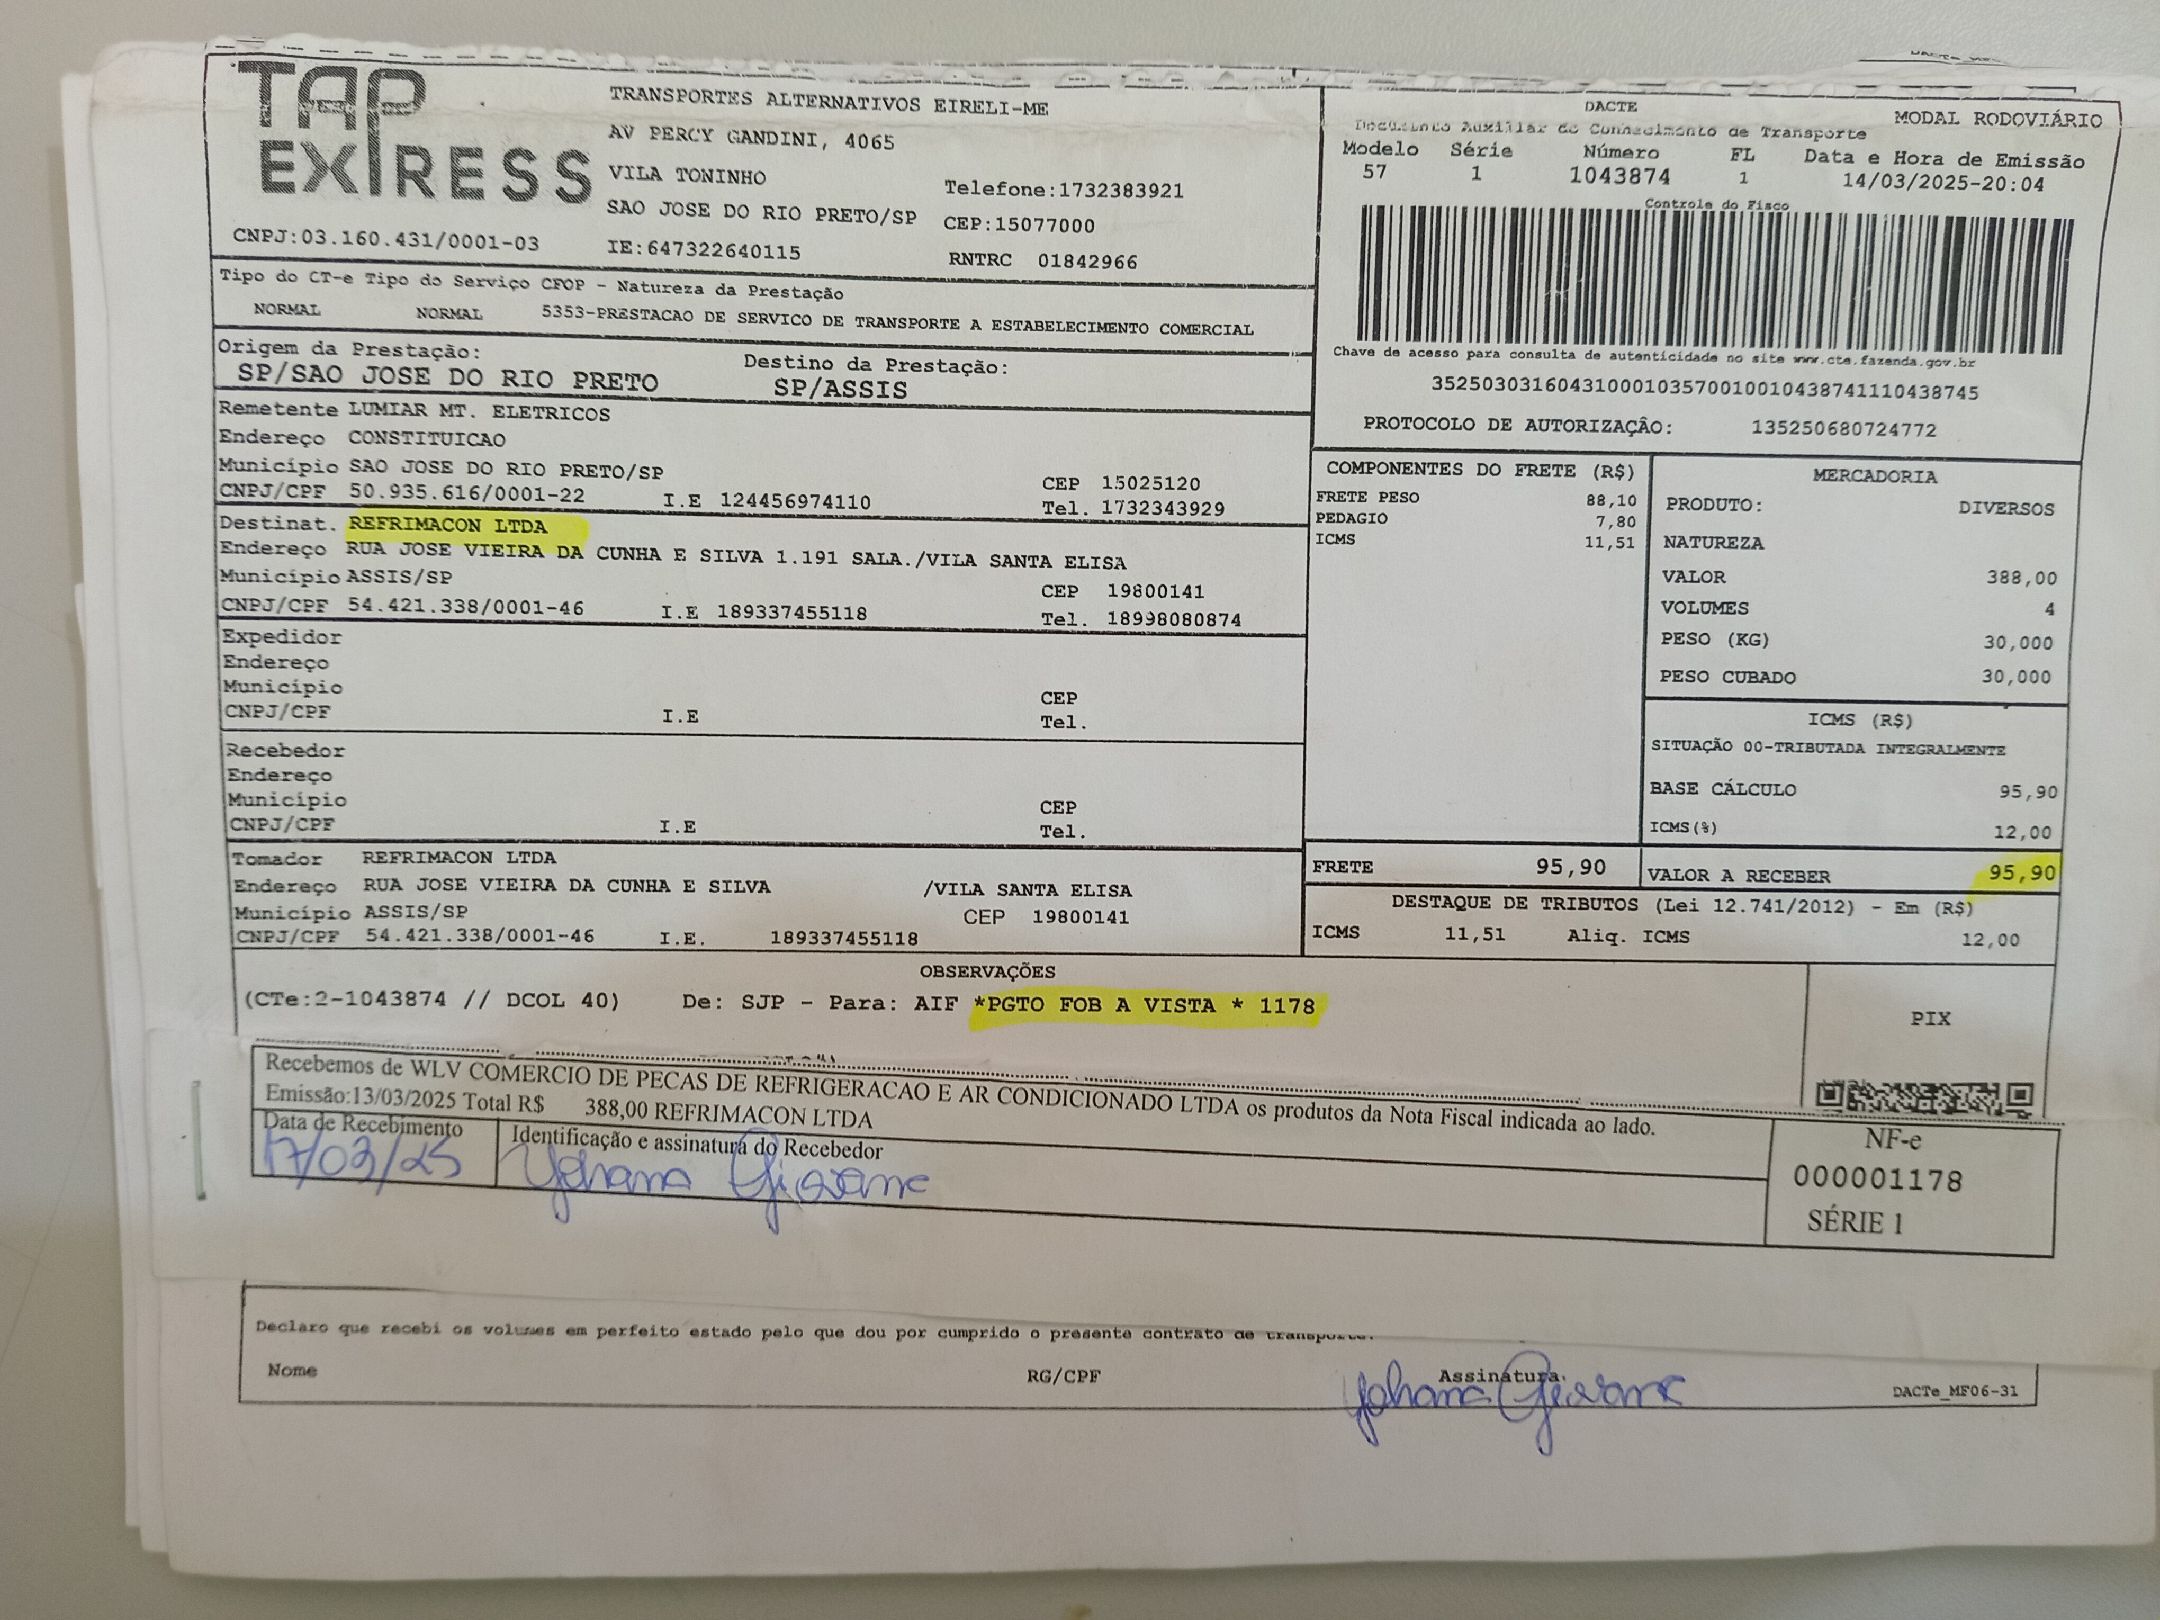 TAP
EXPRESS
TRANSPORTES ALTERNATIVOS EIRELI-ME
AV PERCY GANDINI, 4065
VILA TONINHO
Telefone:1732383921
SAO JOSE DO RIO PRETO/SP CEP:15077000
CNPJ:03.160.431/0001-03 IE:647322640115 RNTRC 01842966
DACTE
MODAL RODOVIÁRIO
Documento Auxiliar do Conhecimento de Transporte
Modelo Série Número FL Data e Hora de Emissão
57 1 1043874 1 14/03/2025-20:04
Controle do Fisco
Chave de acesso para consulta de autenticidade no site www.cte.fazenda.gov.br
35250303160431000103570010010438741110438745
PROTOCOLO DE AUTORIZAÇÂO: 135250680724772
Tipo do CT-e Tipo do Serviço CFOP - Natureza da Prestação
NORMAL NORMAL 5353-PRESTACAO DE SERVICO DE TRANSPORTE A ESTABELECIMENTO COMERCIAL
Origem da Prestação: Destino da Prestação:
SP/SAO JOSE DO RIO PRETO SP/ASSIS
Remetente LUMIAR MT. ELETRICOS
Endereço CONSTITUICAO
Município SAO JOSE DO RIO PRETO/SP CEP 15025120
CNPJ/CPF 50.935.616/0001-22 I.E 124456974110 Tel. 1732343929
Destinat. REFRIMACON LTDA
Endereço RUA JOSE VIEIRA DA CUNHA E SILVA 1.191 SALA./VILA SANTA ELISA
Município ASSIS/SP CEP 19800141
CNPJ/CPF 54.421.338/0001-46 I.E 189337455118 Tel. 18998080874
Expedidor
Endereço
Município CEP
CNPJ/CPF I.E Tel.
Recebedor
Endereço
Município CEP
CNPJ/CPF I.E Tel.
Tomador REFRIMACON LTDA
Endereço RUA JOSE VIEIRA DA CUNHA E SILVA /VILA SANTA ELISA
Município ASSIS/SP CEP 19800141
CNPJ/CPF 54.421.338/0001-46 I.E. 189337455118
COMPONENTES DO FRETE (R$)
FRETE PESO 88,10
PEDAGIO 7,80
ICMS 11,51
MERCADORIA
PRODUTO: DIVERSOS
NATUREZA
VALOR 388,00
VOLUMES 4
PESO (KG) 30,000
PESO CUBADO 30,000
ICMS (R$)
SITUAÇÃO 00-TRIBUTADA INTEGRALMENTE
BASE CÁLCULO 95,90
ICMS(%) 12,00
FRETE 95,90 VALOR A RECEBER 95,90
DESTAQUE DE TRIBUTOS (Lei 12.741/2012) - Em (R$)
ICMS 11,51 Aliq. ICMS 12,00
OBSERVAÇÕES
(CTe:2-1043874 // DCOL 40) De: SJP - Para: AIF *PGTO FOB A VISTA * 1178
PIX
Recebemos de WLV COMERCIO DE PECAS DE REFRIGERACAO E AR CONDICIONADO LTDA os produtos da Nota Fiscal indicada ao lado.
Emissão:13/03/2025 Total R$ 388,00 REFRIMACON LTDA
Data de Recebimento Identificação e assinatura do Recebedor
17/03/25 Yohana Giovana
NF-e
000001178
SÉRIE 1
Declaro que recebi os volumes em perfeito estado pelo que dou por cumprido o presente contrato de transporte.
Nome RG/CPF Assinatura
Yohana Giovana
DACTe_MF06-31